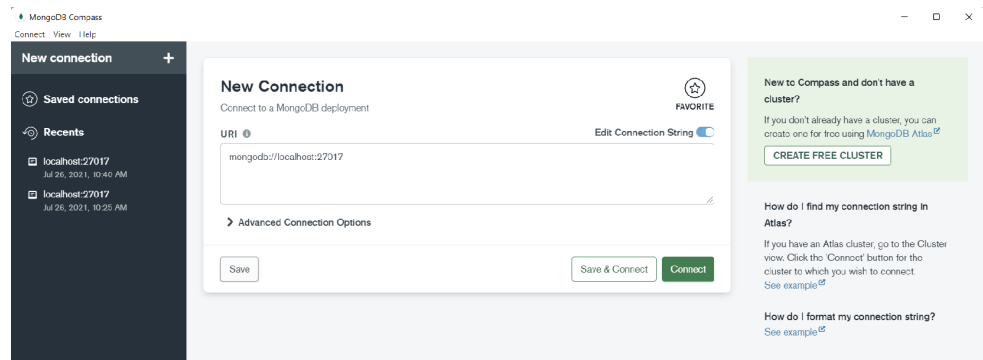 MongoDB Compass
Connect View Help
New connection +
Saved connections
Recents
localhost:27017
Jul 26, 2021, 10:40 AM
localhost:27017
Jul 26, 2021, 10:25 AM
New Connection
Connect to a MongoDB deployment
FAVORITE
URI
Edit Connection String
mongodb://localhost:27017
Advanced Connection Options
Save
Save & Connect
Connect
New to Compass and don't have a
cluster?
If you don't already have a cluster, you can
create one for free using MongoDB Atlas
CREATE FREE CLUSTER
How do I find my connection string in
Atlas?
If you have an Atlas cluster, go to the Cluster
view. Click the 'Connect' button for the
cluster to which you wish to connect.
See example
How do I format my connection string?
See example